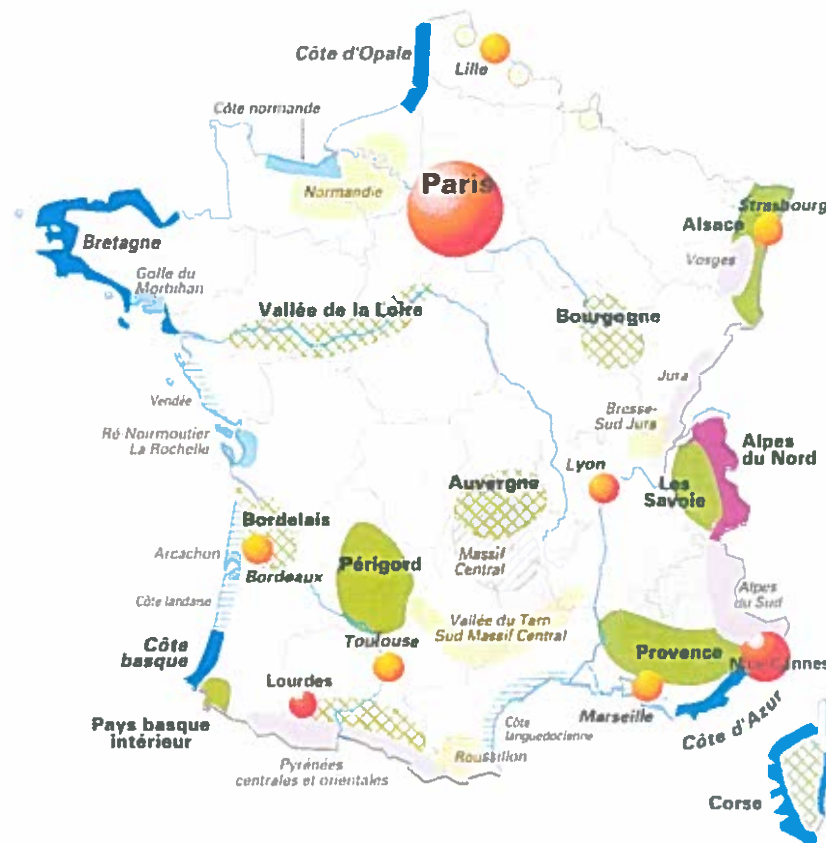 Côte d'Opale
Lille
Côte normande
Normandie
Paris
Strasbourg
Alsace
Vosges
Bretagne
Golfe du
Morbihan
Vallée de la Loire
Bourgogne
Jura
Vendée
Bresse-
Sud Jura
Ré-Noirmoutier
La Rochelle
Alpes
du Nord
Lyon
Les
Savoie
Auvergne
Bordelais
Bordeaux
Arcachon
Périgord
Massif
Central
Côte landaise
Alpes
du Sud
Vallée du Tarn
Sud Massif Central
Côte
basque
Toulouse
Provence
Nice-Cannes
Lourdes
Marseille
Côte d'Azur
Pays basque
intérieur
Côte
languedocienne
Roussillon
Pyrénées
centrales et orientales
Corse